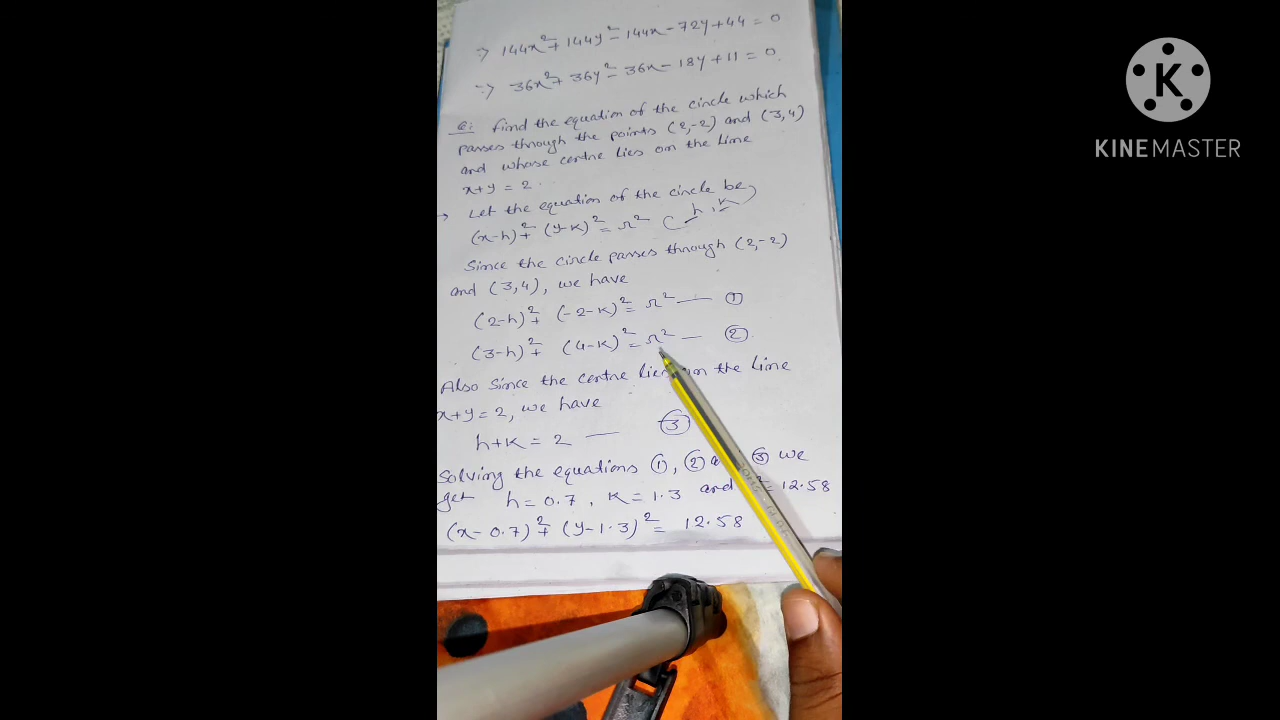 => 144x²+ 144y²- 144x - 72y + 44 = 0
=> 36x²+ 36y²- 36x - 18y + 11 = 0.
Q: Find the equation of the circle which
passes through the points (2,-2) and (3,4)
and whose centre lies on the line
x+y = 2.
→ Let the equation of the circle be,
(x-h)²+ (y-k)² = r² (h, k)
Since the circle passes through (2,-2)
and (3,4), we have
(2-h)²+ (-2-k)² = r² — ①
(3-h)²+ (4-k)² = r² — ②
Also Since the centre lies on the line
x+y = 2, we have
h+k = 2 — ③
Solving the equations ①, ② ③ we
get h = 0.7, k = 1.3 and = 12.58
(x-0.7)²+ (y-1.3)² = 12.58
K
KINEMASTER